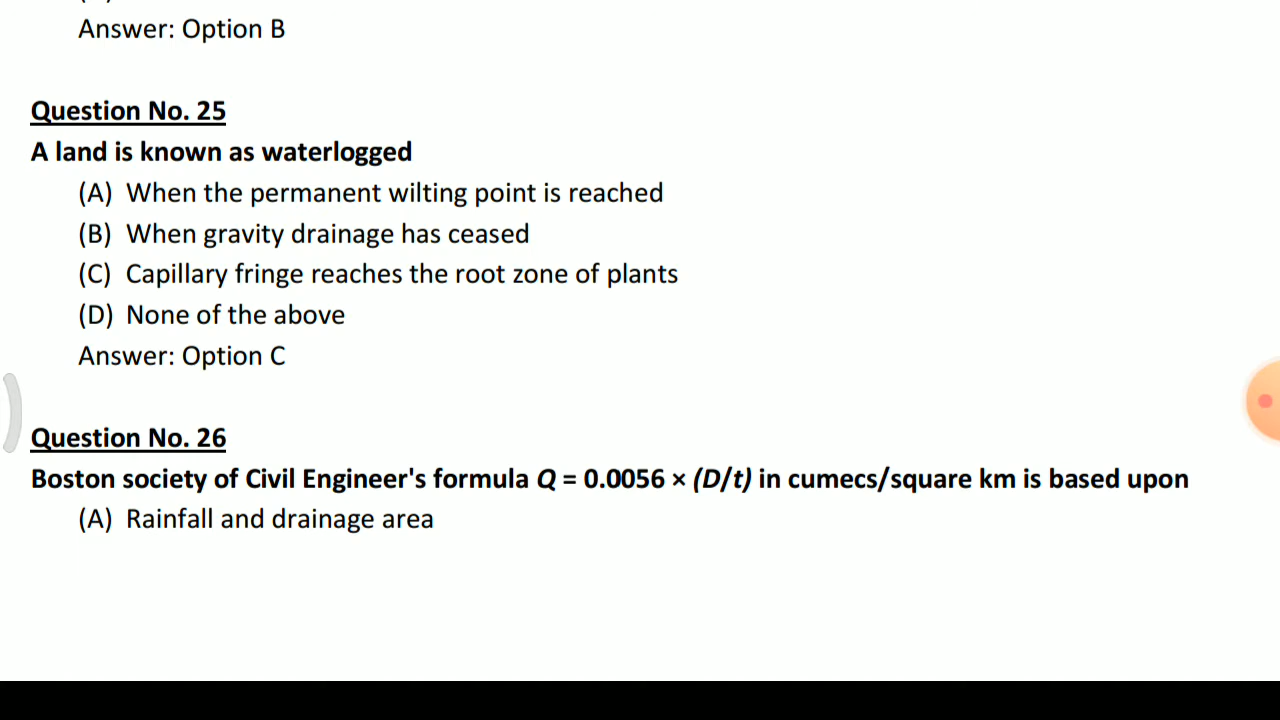 Answer: Option B
Question No. 25
A land is known as waterlogged
(A) When the permanent wilting point is reached
(B) When gravity drainage has ceased
(C) Capillary fringe reaches the root zone of plants
(D) None of the above
Answer: Option C
Question No. 26
Boston society of Civil Engineer's formula Q = 0.0056 × (D/t) in cumecs/square km is based upon
(A) Rainfall and drainage area